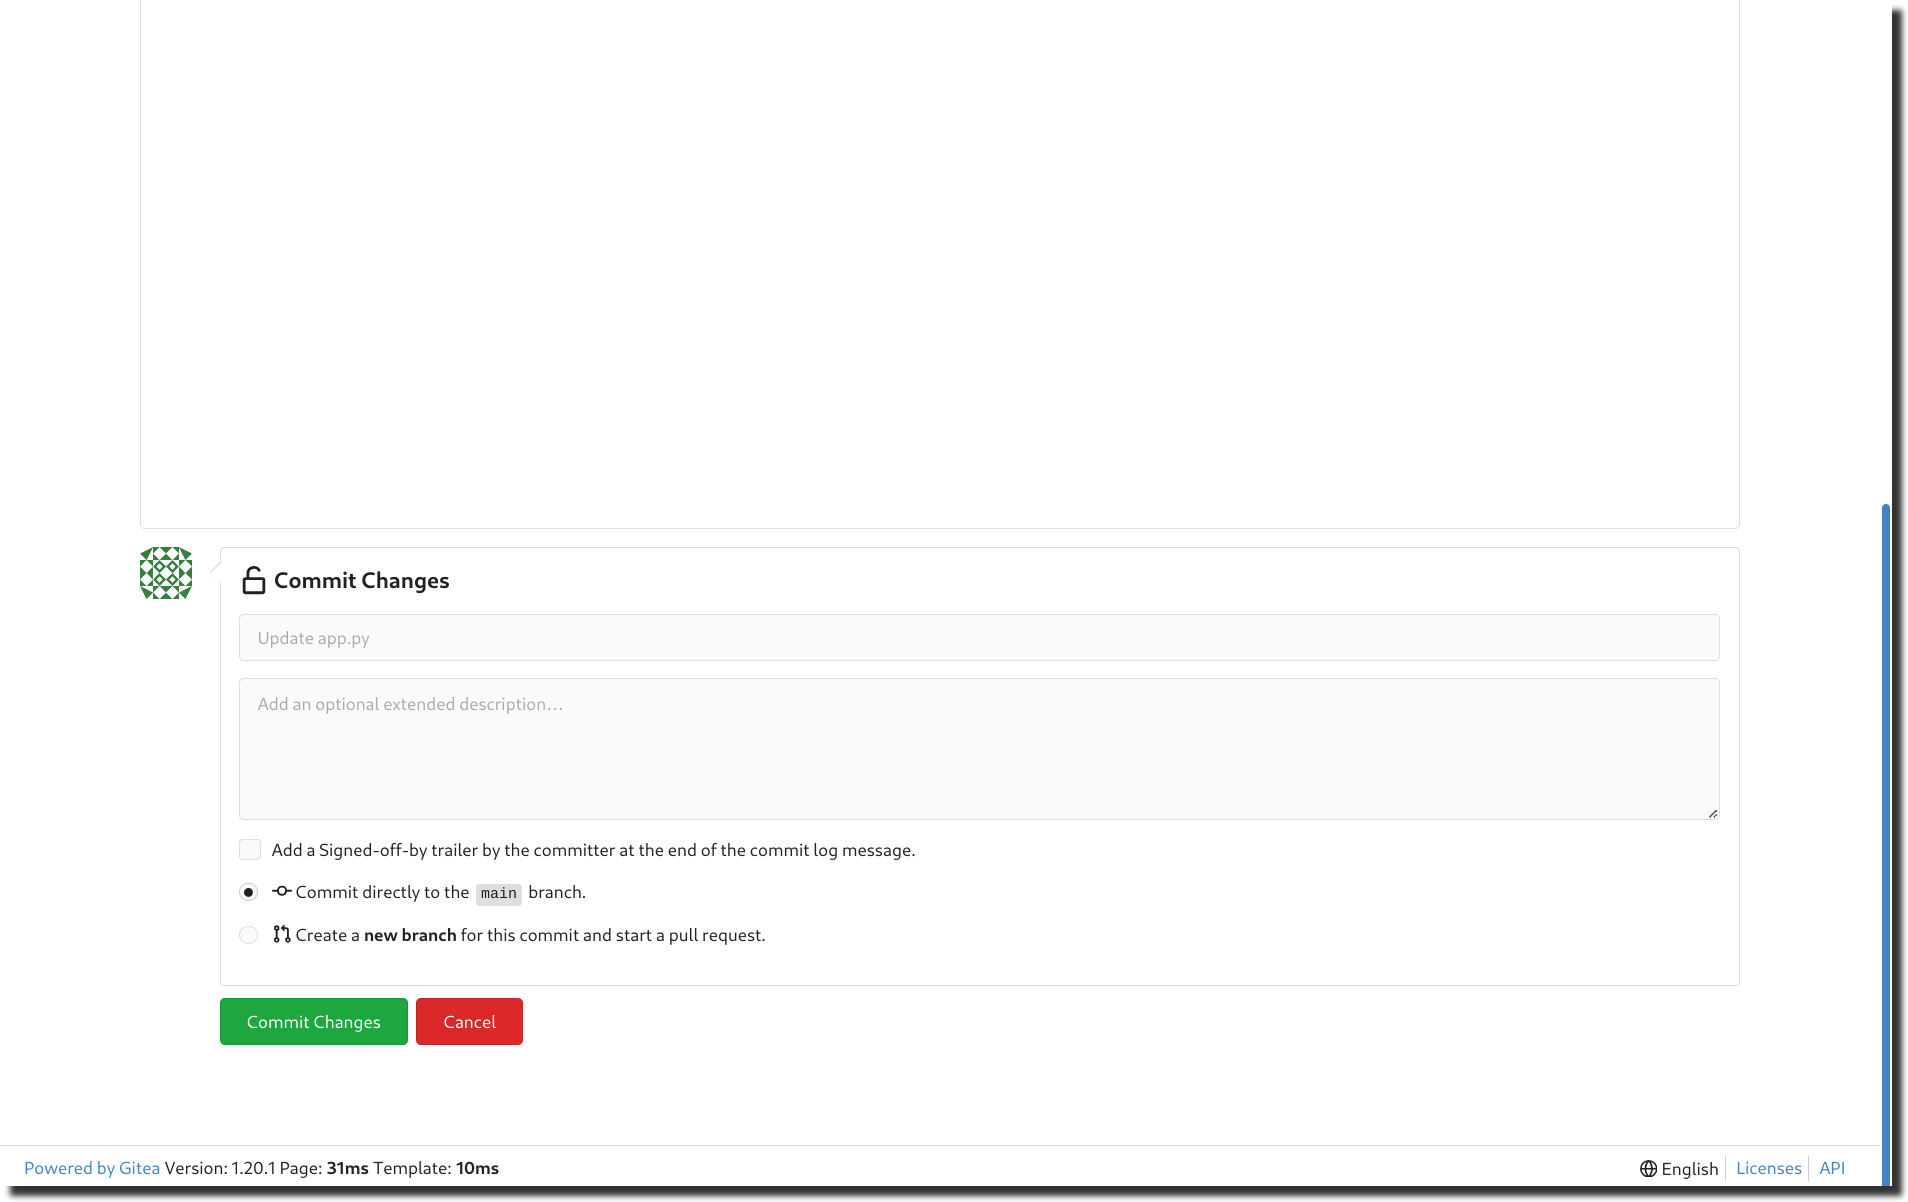 Commit Changes
Update app.py
Add an optional extended description...
Add a Signed-off-by trailer by the committer at the end of the commit log message.
Commit directly to the main branch.
Create a new branch for this commit and start a pull request.
Commit Changes Cancel
Powered by Gitea Version: 1.20.1 Page: 31ms Template: 10ms English Licenses API